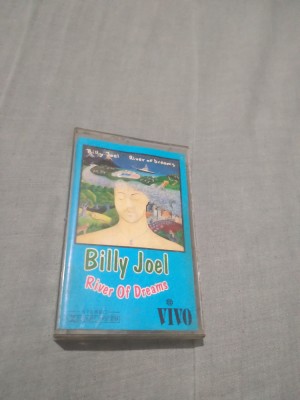 Billy Joel River of Dreams
Billy Joel
River Of Dreams
VIVO